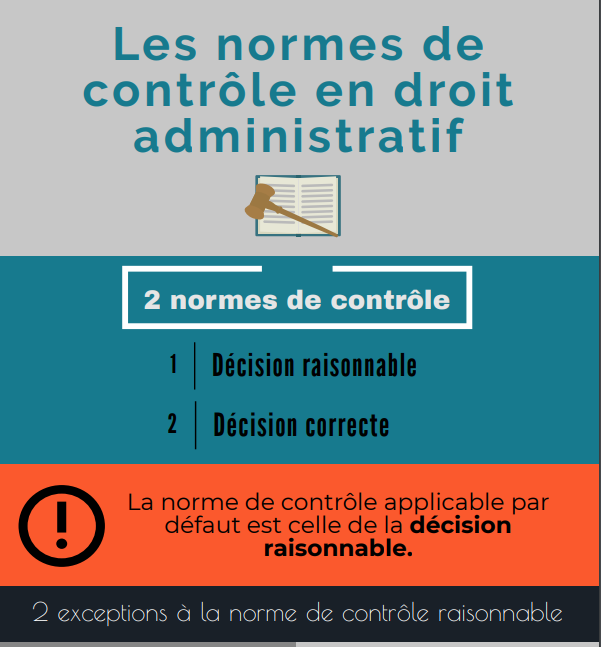 Les normes de
contrôle en droit
administratif
2 normes de contrôle
1 Décision raisonnable
2 Décision correcte
La norme de contrôle applicable par
défaut est celle de la décision
raisonnable.
2 exceptions à la norme de contrôle raisonnable